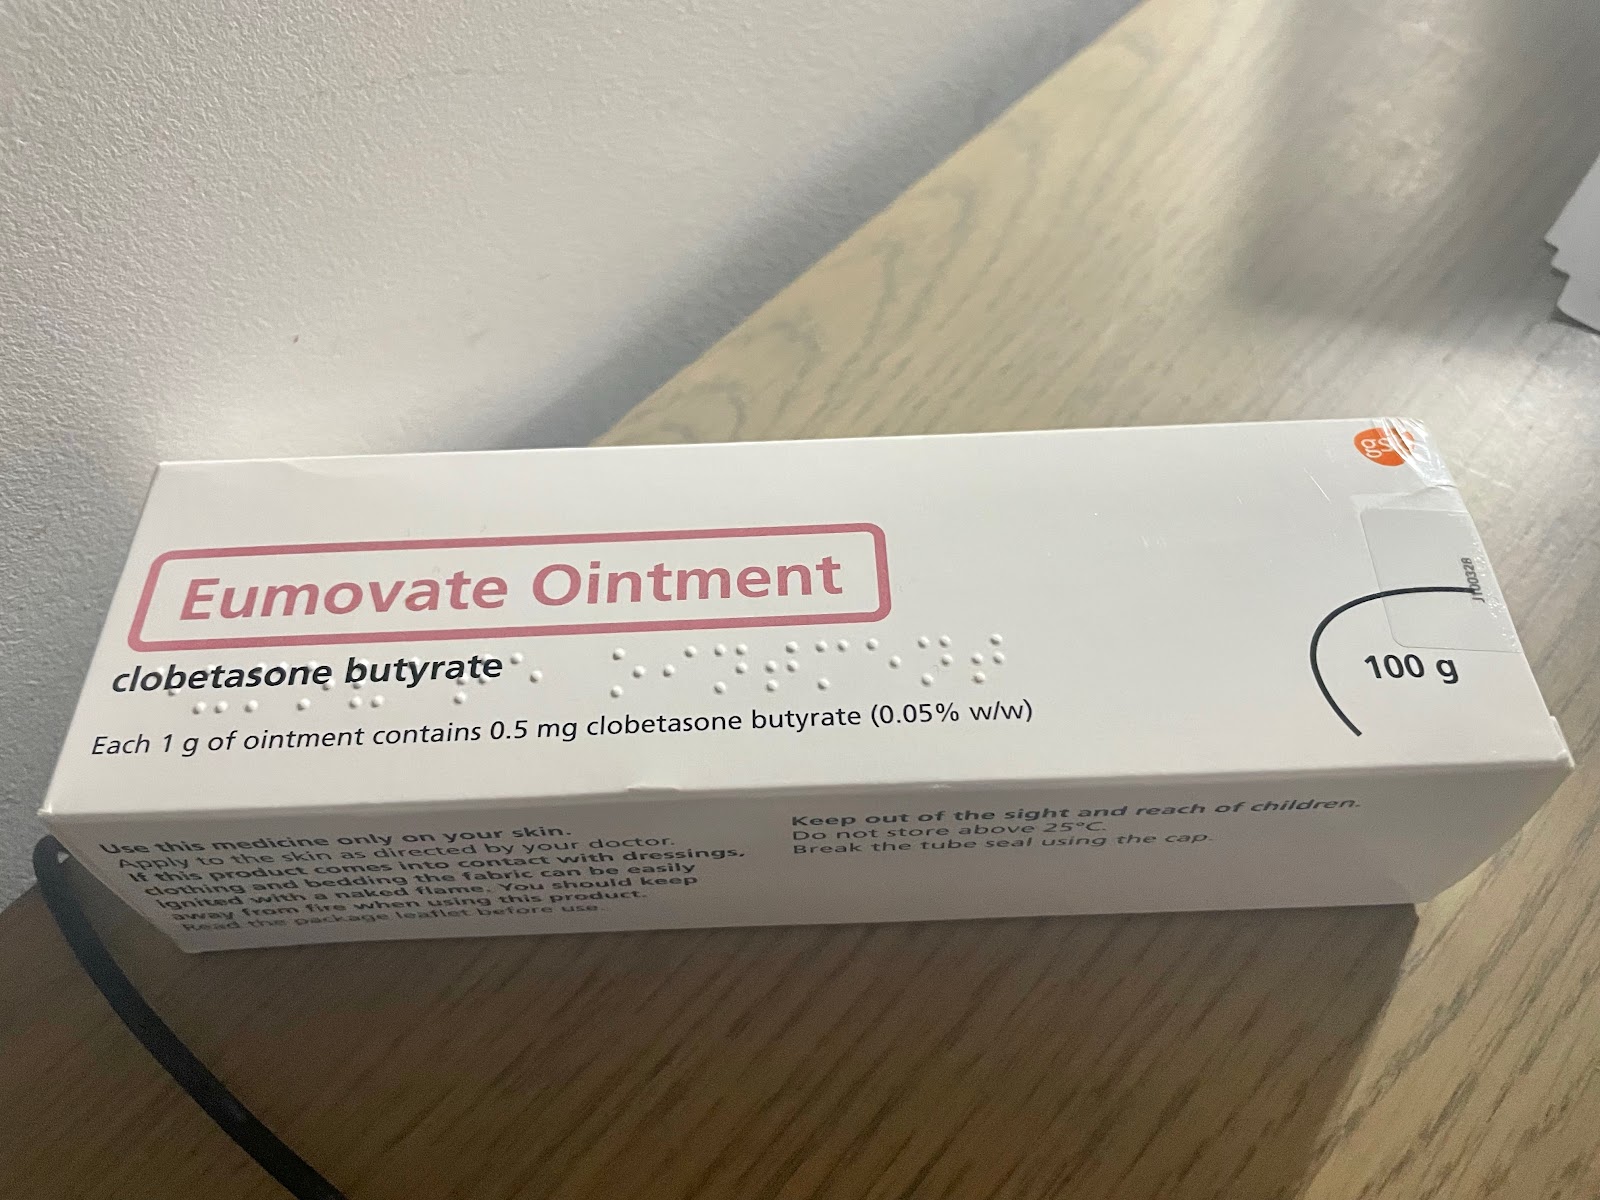 gsk
Eumovate Ointment
clobetasone butyrate
Each 1 g of ointment contains 0.5 mg clobetasone butyrate (0.05% w/w)
100 g
J100328
Use this medicine only on your skin.
Apply to the skin as directed by your doctor.
If this product comes into contact with dressings,
clothing and bedding the fabric can be easily
ignited with a naked flame. You should keep
away from fire when using this product.
Read the package leaflet before use.
Keep out of the sight and reach of children.
Do not store above 25°C.
Break the tube seal using the cap.